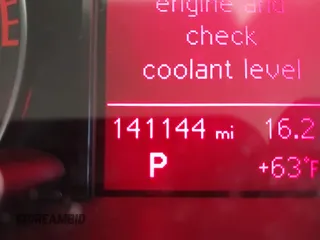 engine and
check
coolant level
141144 mi 16.2
P +63°F